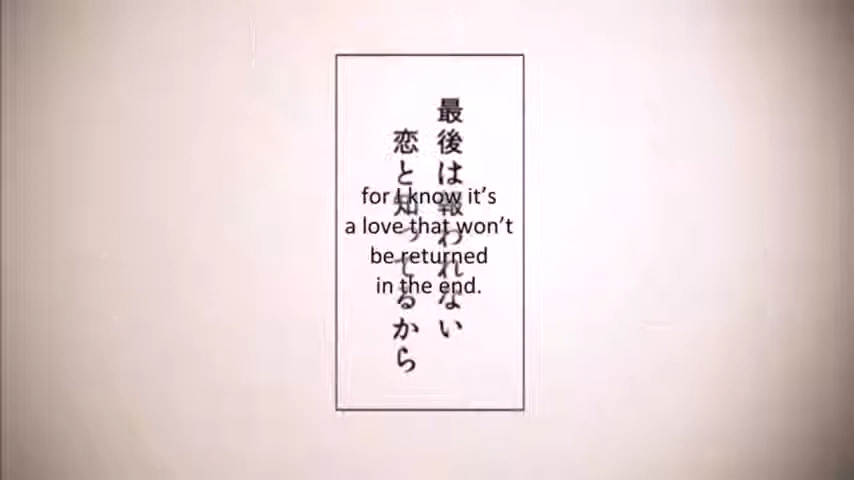 最後は報われない
恋と知ってるから
for I know it's
a love that won't
be returned
in the end.